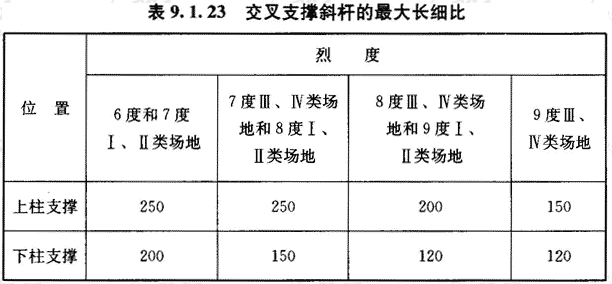 表 9.1.23 交叉支撑斜杆的最大长细比
烈 度
位 置
6度和7度
Ⅰ、Ⅱ类场地
7度Ⅲ、Ⅳ类场
地和8度Ⅰ、
Ⅱ类场地
8度Ⅲ、Ⅳ类场
地和9度Ⅰ、
Ⅱ类场地
9度Ⅲ、
Ⅳ类场地
上柱支撑 250 250 200 150
下柱支撑 200 150 120 120